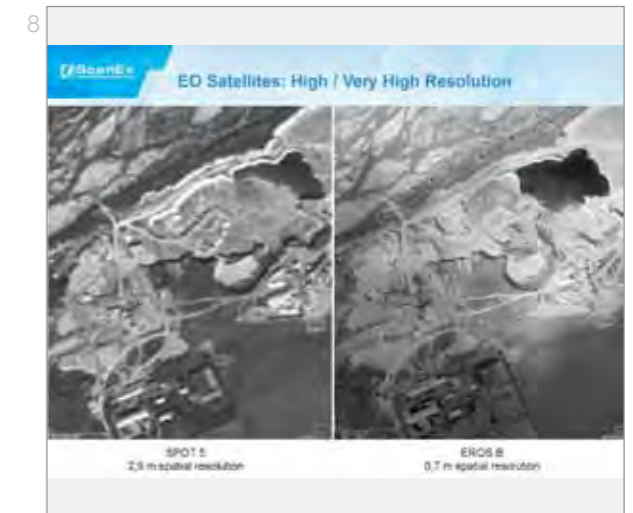 8
ScanEx
EO Satellites: High / Very High Resolution
SPOT 5
2,5 m spatial resolution
EROS B
0,7 m spatial resolution